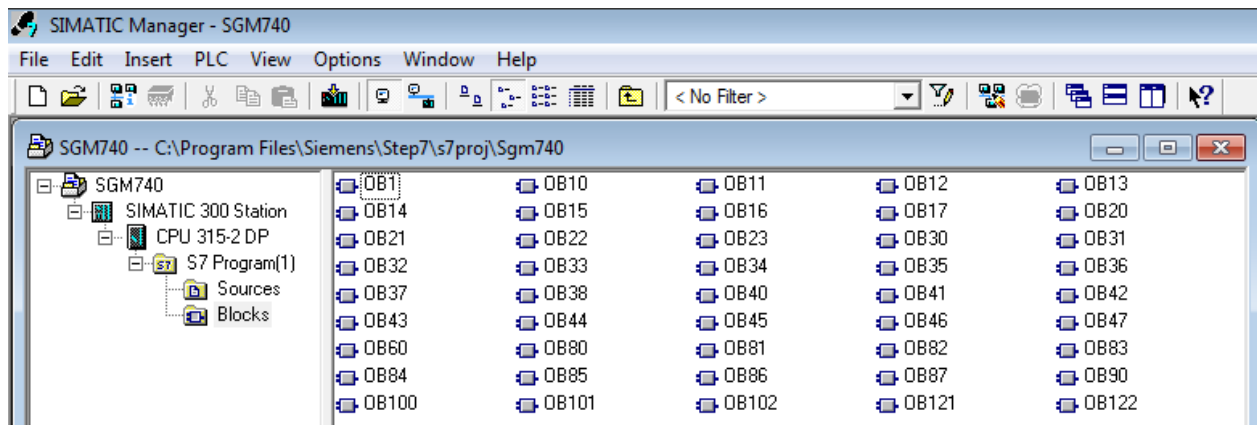 SIMATIC Manager - SGM740
File Edit Insert PLC View Options Window Help
< No Filter >
SGM740 -- C:\Program Files\Siemens\Step7\s7proj\Sgm740
SGM740
SIMATIC 300 Station
CPU 315-2 DP
S7 Program(1)
Sources
Blocks
OB1 OB10 OB11 OB12 OB13
OB14 OB15 OB16 OB17 OB20
OB21 OB22 OB23 OB30 OB31
OB32 OB33 OB34 OB35 OB36
OB37 OB38 OB40 OB41 OB42
OB43 OB44 OB45 OB46 OB47
OB60 OB80 OB81 OB82 OB83
OB84 OB85 OB86 OB87 OB90
OB100 OB101 OB102 OB121 OB122